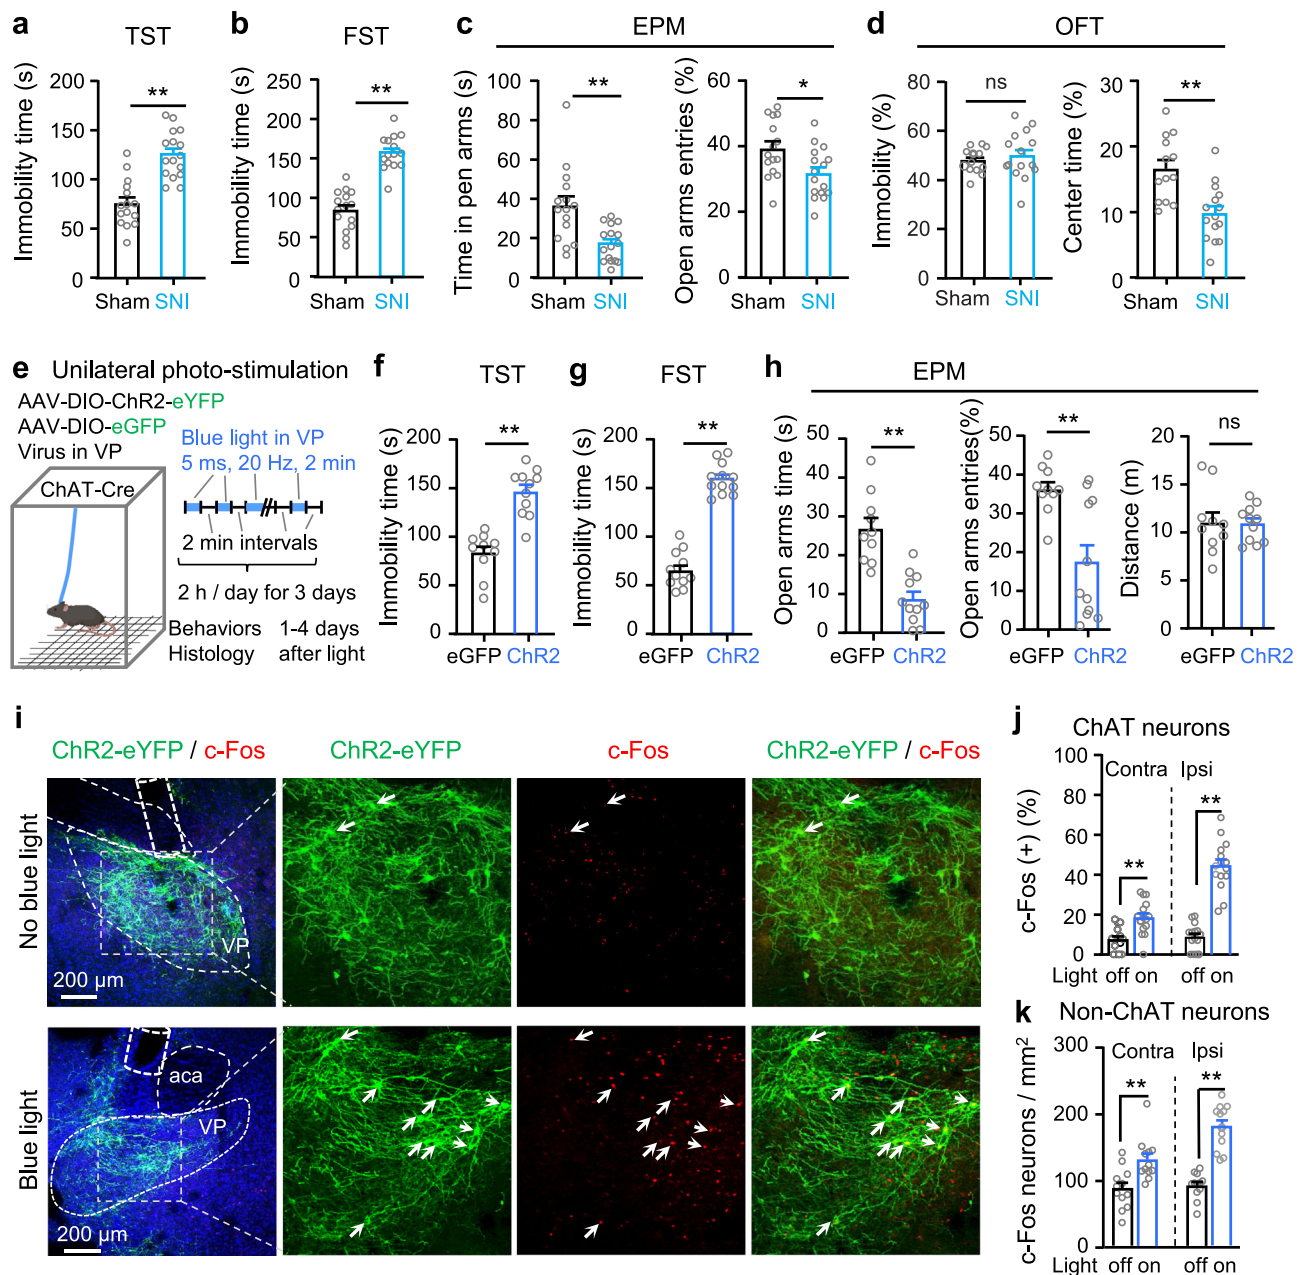 a
TST
Immobility time (s)
200
150
100
50
0
Sham SNI
**
b
FST
Immobility time (s)
250
200
150
100
50
0
Sham SNI
**
c
EPM
Time in pen arms (s)
100
80
60
40
20
0
Sham SNI
**
Open arms entries (%)
60
40
20
0
Sham SNI
*
d
OFT
Immobility (%)
80
60
40
20
0
Sham SNI
ns
Center time (%)
30
20
10
0
Sham SNI
**
e
Unilateral photo-stimulation
AAV-DIO-ChR2-eYFP
AAV-DIO-eGFP
Virus in VP
Blue light in VP
5 ms, 20 Hz, 2 min
ChAT-Cre
2 min intervals
2 h / day for 3 days
Behaviors 1-4 days
Histology after light
f
TST
Immobility time (s)
200
150
100
50
0
eGFP ChR2
**
g
FST
Immobility time (s)
200
150
100
50
0
eGFP ChR2
**
h
EPM
Open arms time (s)
50
40
30
20
10
0
eGFP ChR2
**
Open arms entries(%)
50
40
30
20
10
0
eGFP ChR2
**
Distance (m)
20
15
10
5
0
eGFP ChR2
ns
i
ChR2-eYFP / c-Fos
ChR2-eYFP
c-Fos
ChR2-eYFP / c-Fos
No blue light
VP
200 µm
Blue light
aca
VP
200 µm
j
ChAT neurons
c-Fos (+) (%)
100
80
60
40
20
0
Contra Ipsi
**
**
Light off on off on
k
Non-ChAT neurons
c-Fos neurons / mm²
300
200
100
0
Contra Ipsi
**
**
Light off on off on